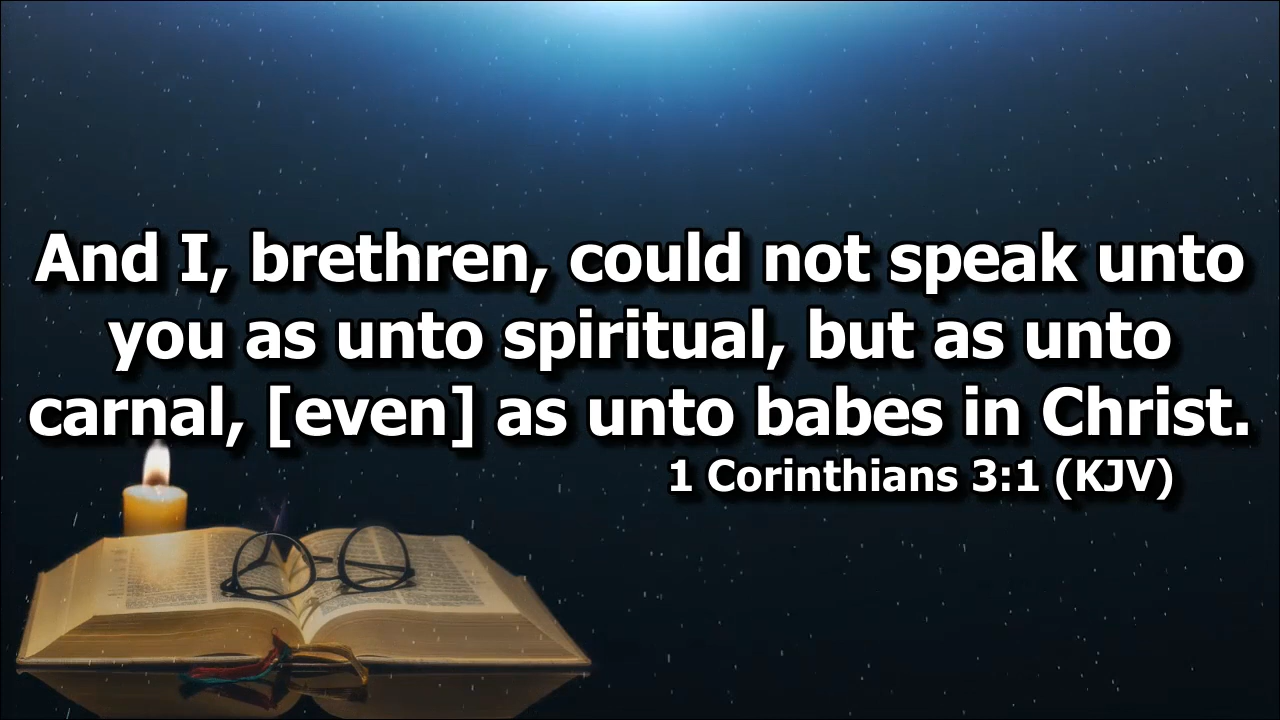 And I, brethren, could not speak unto
you as unto spiritual, but as unto
carnal, [even] as unto babes in Christ.
1 Corinthians 3:1 (KJV)